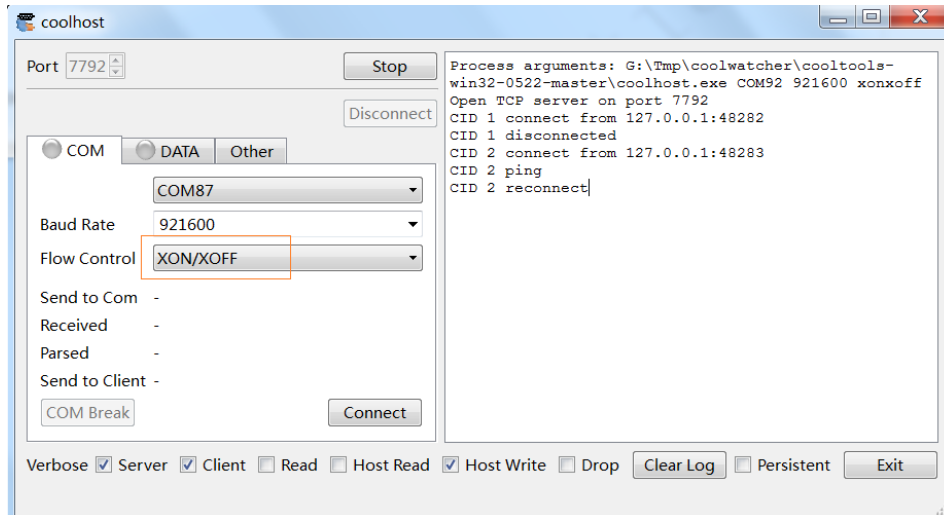 coolhost
Port 7792 Stop
Disconnect
COM DATA Other
COM87
Baud Rate 921600
Flow Control XON/XOFF
Send to Com -
Received -
Parsed -
Send to Client -
COM Break Connect
Process arguments: G:\Tmp\coolwatcher\cooltools-
win32-0522-master\coolhost.exe COM92 921600 xonxoff
Open TCP server on port 7792
CID 1 connect from 127.0.0.1:48282
CID 1 disconnected
CID 2 connect from 127.0.0.1:48283
CID 2 ping
CID 2 reconnect
Verbose Server Client Read Host Read Host Write Drop Clear Log Persistent Exit